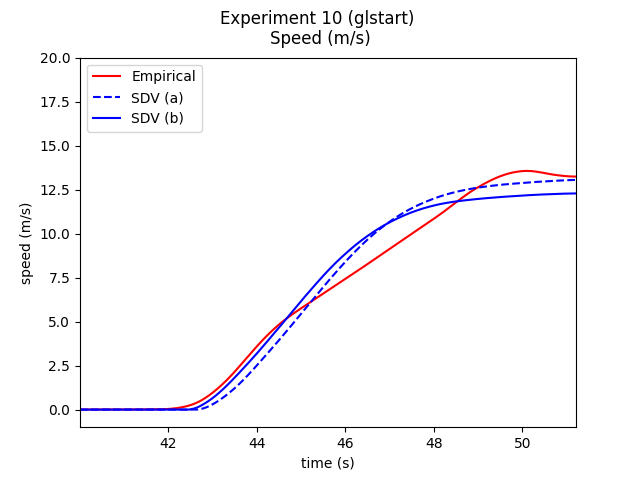 Experiment 10 (glstart)
Speed (m/s)
20.0
17.5
15.0
12.5
10.0
7.5
5.0
2.5
0.0
speed (m/s)
Empirical
SDV (a)
SDV (b)
42 44 46 48 50
time (s)